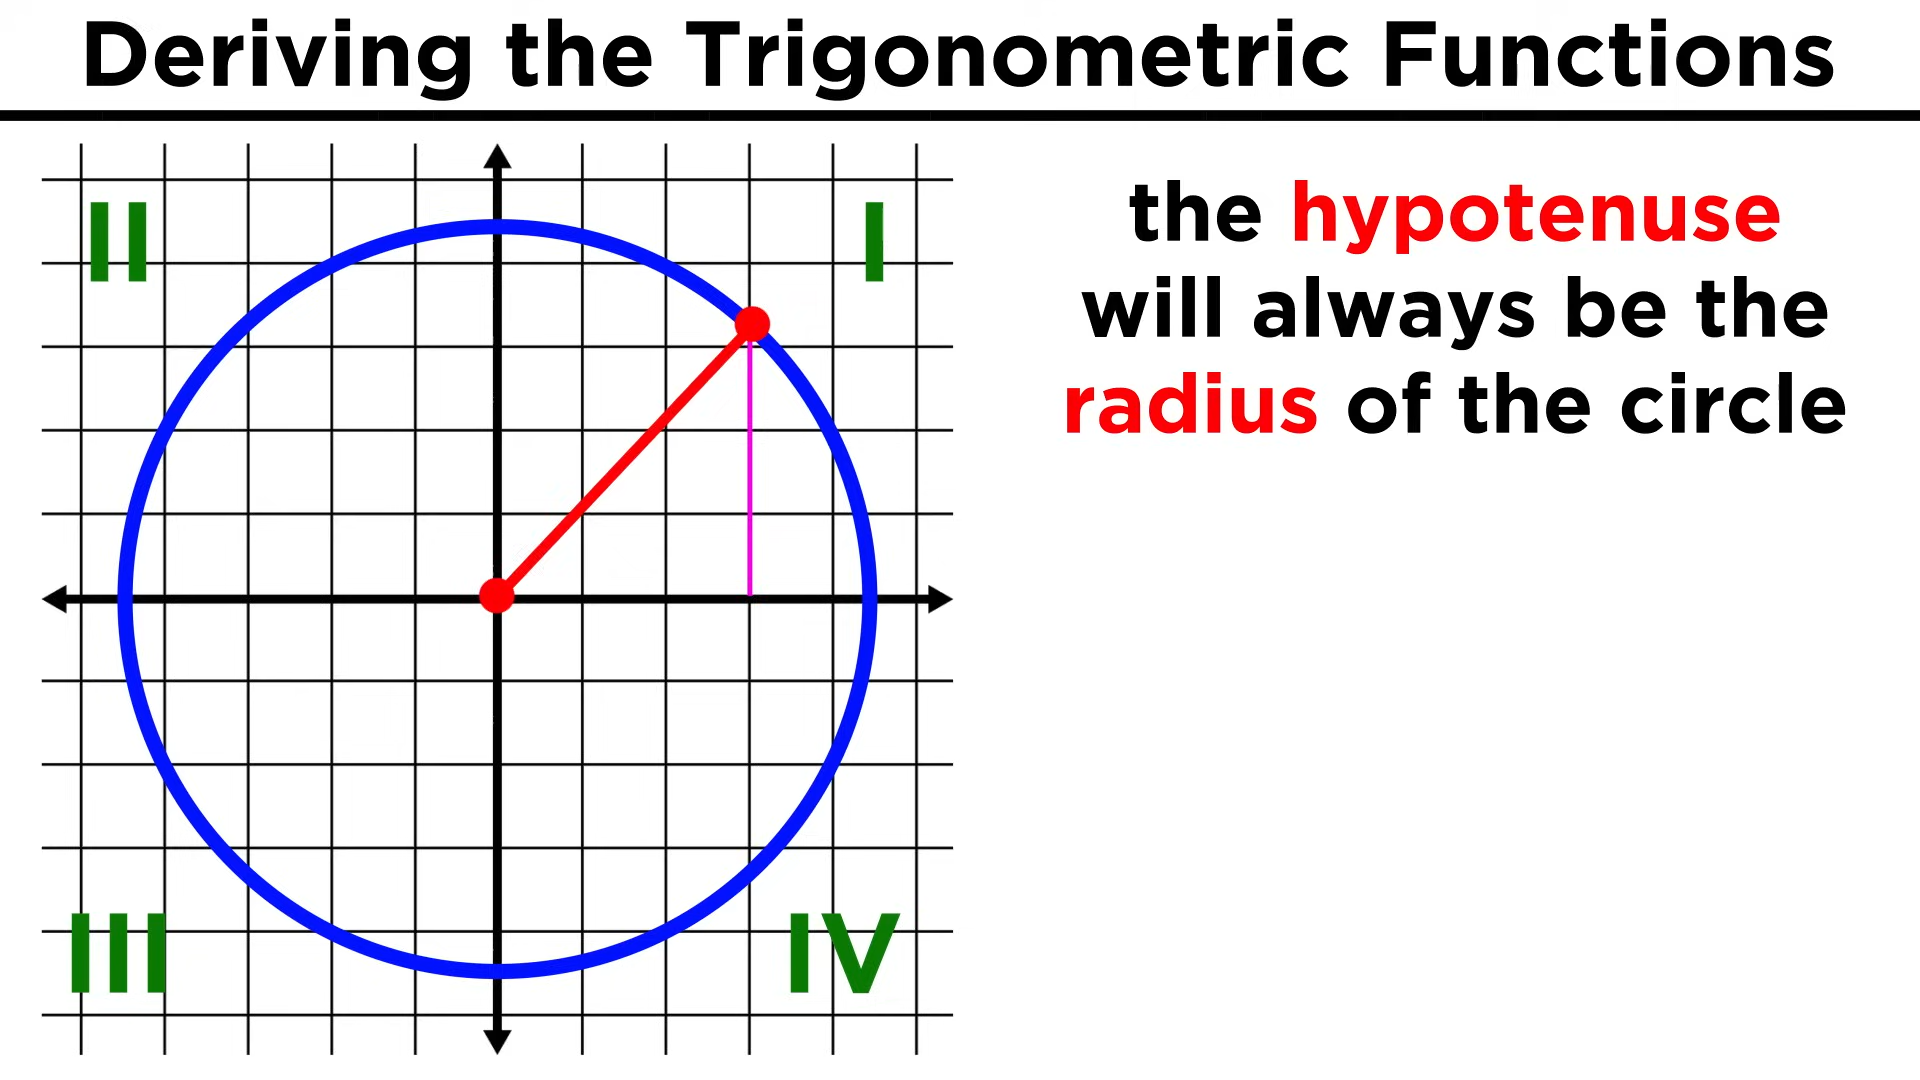 Deriving the Trigonometric Functions
II
I
the hypotenuse
will always be the
radius of the circle
III
IV